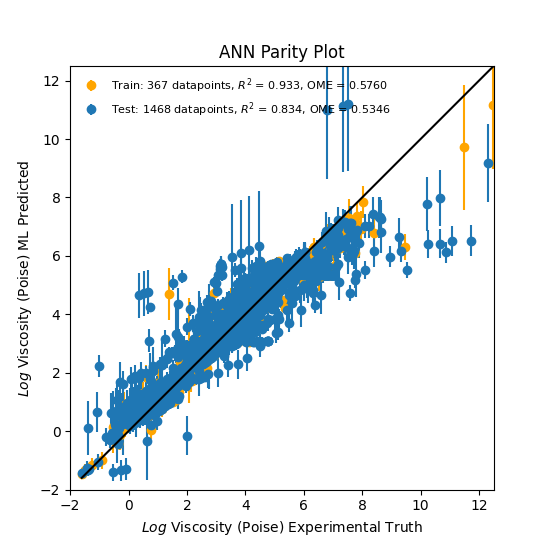 ANN Parity Plot
Train: 367 datapoints, R² = 0.933, OME = 0.5760
Test: 1468 datapoints, R² = 0.834, OME = 0.5346
Log Viscosity (Poise) ML Predicted
12
10
8
6
4
2
0
−2
−2 0 2 4 6 8 10 12
Log Viscosity (Poise) Experimental Truth